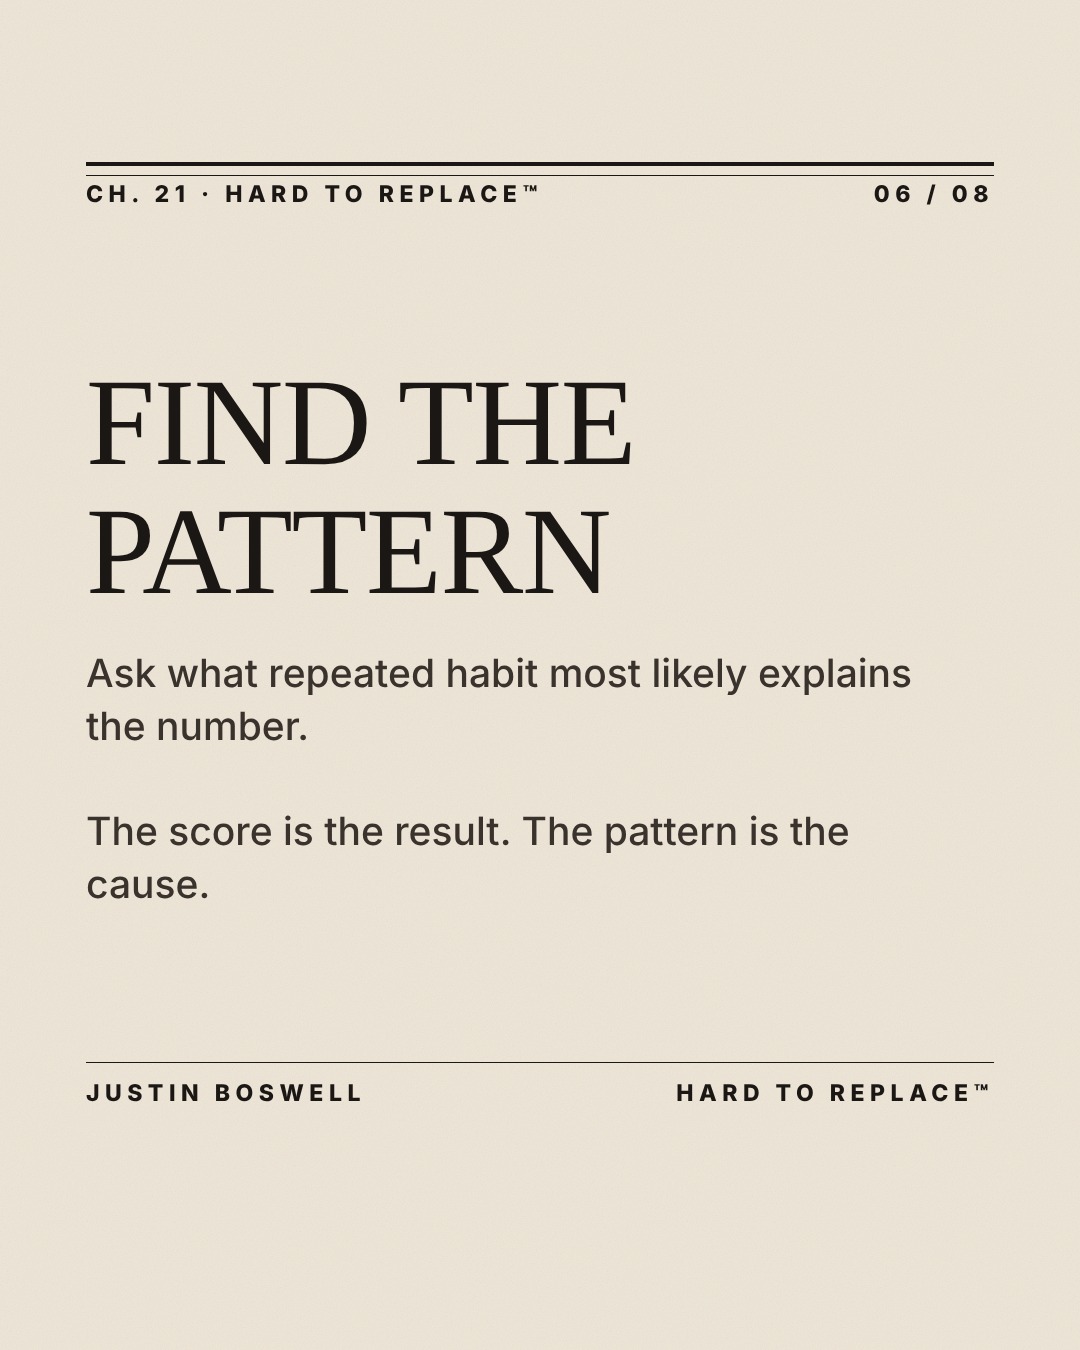 CH. 21 · HARD TO REPLACE™
06 / 08
FIND THE
PATTERN
Ask what repeated habit most likely explains
the number.
The score is the result. The pattern is the
cause.
JUSTIN BOSWELL
HARD TO REPLACE™